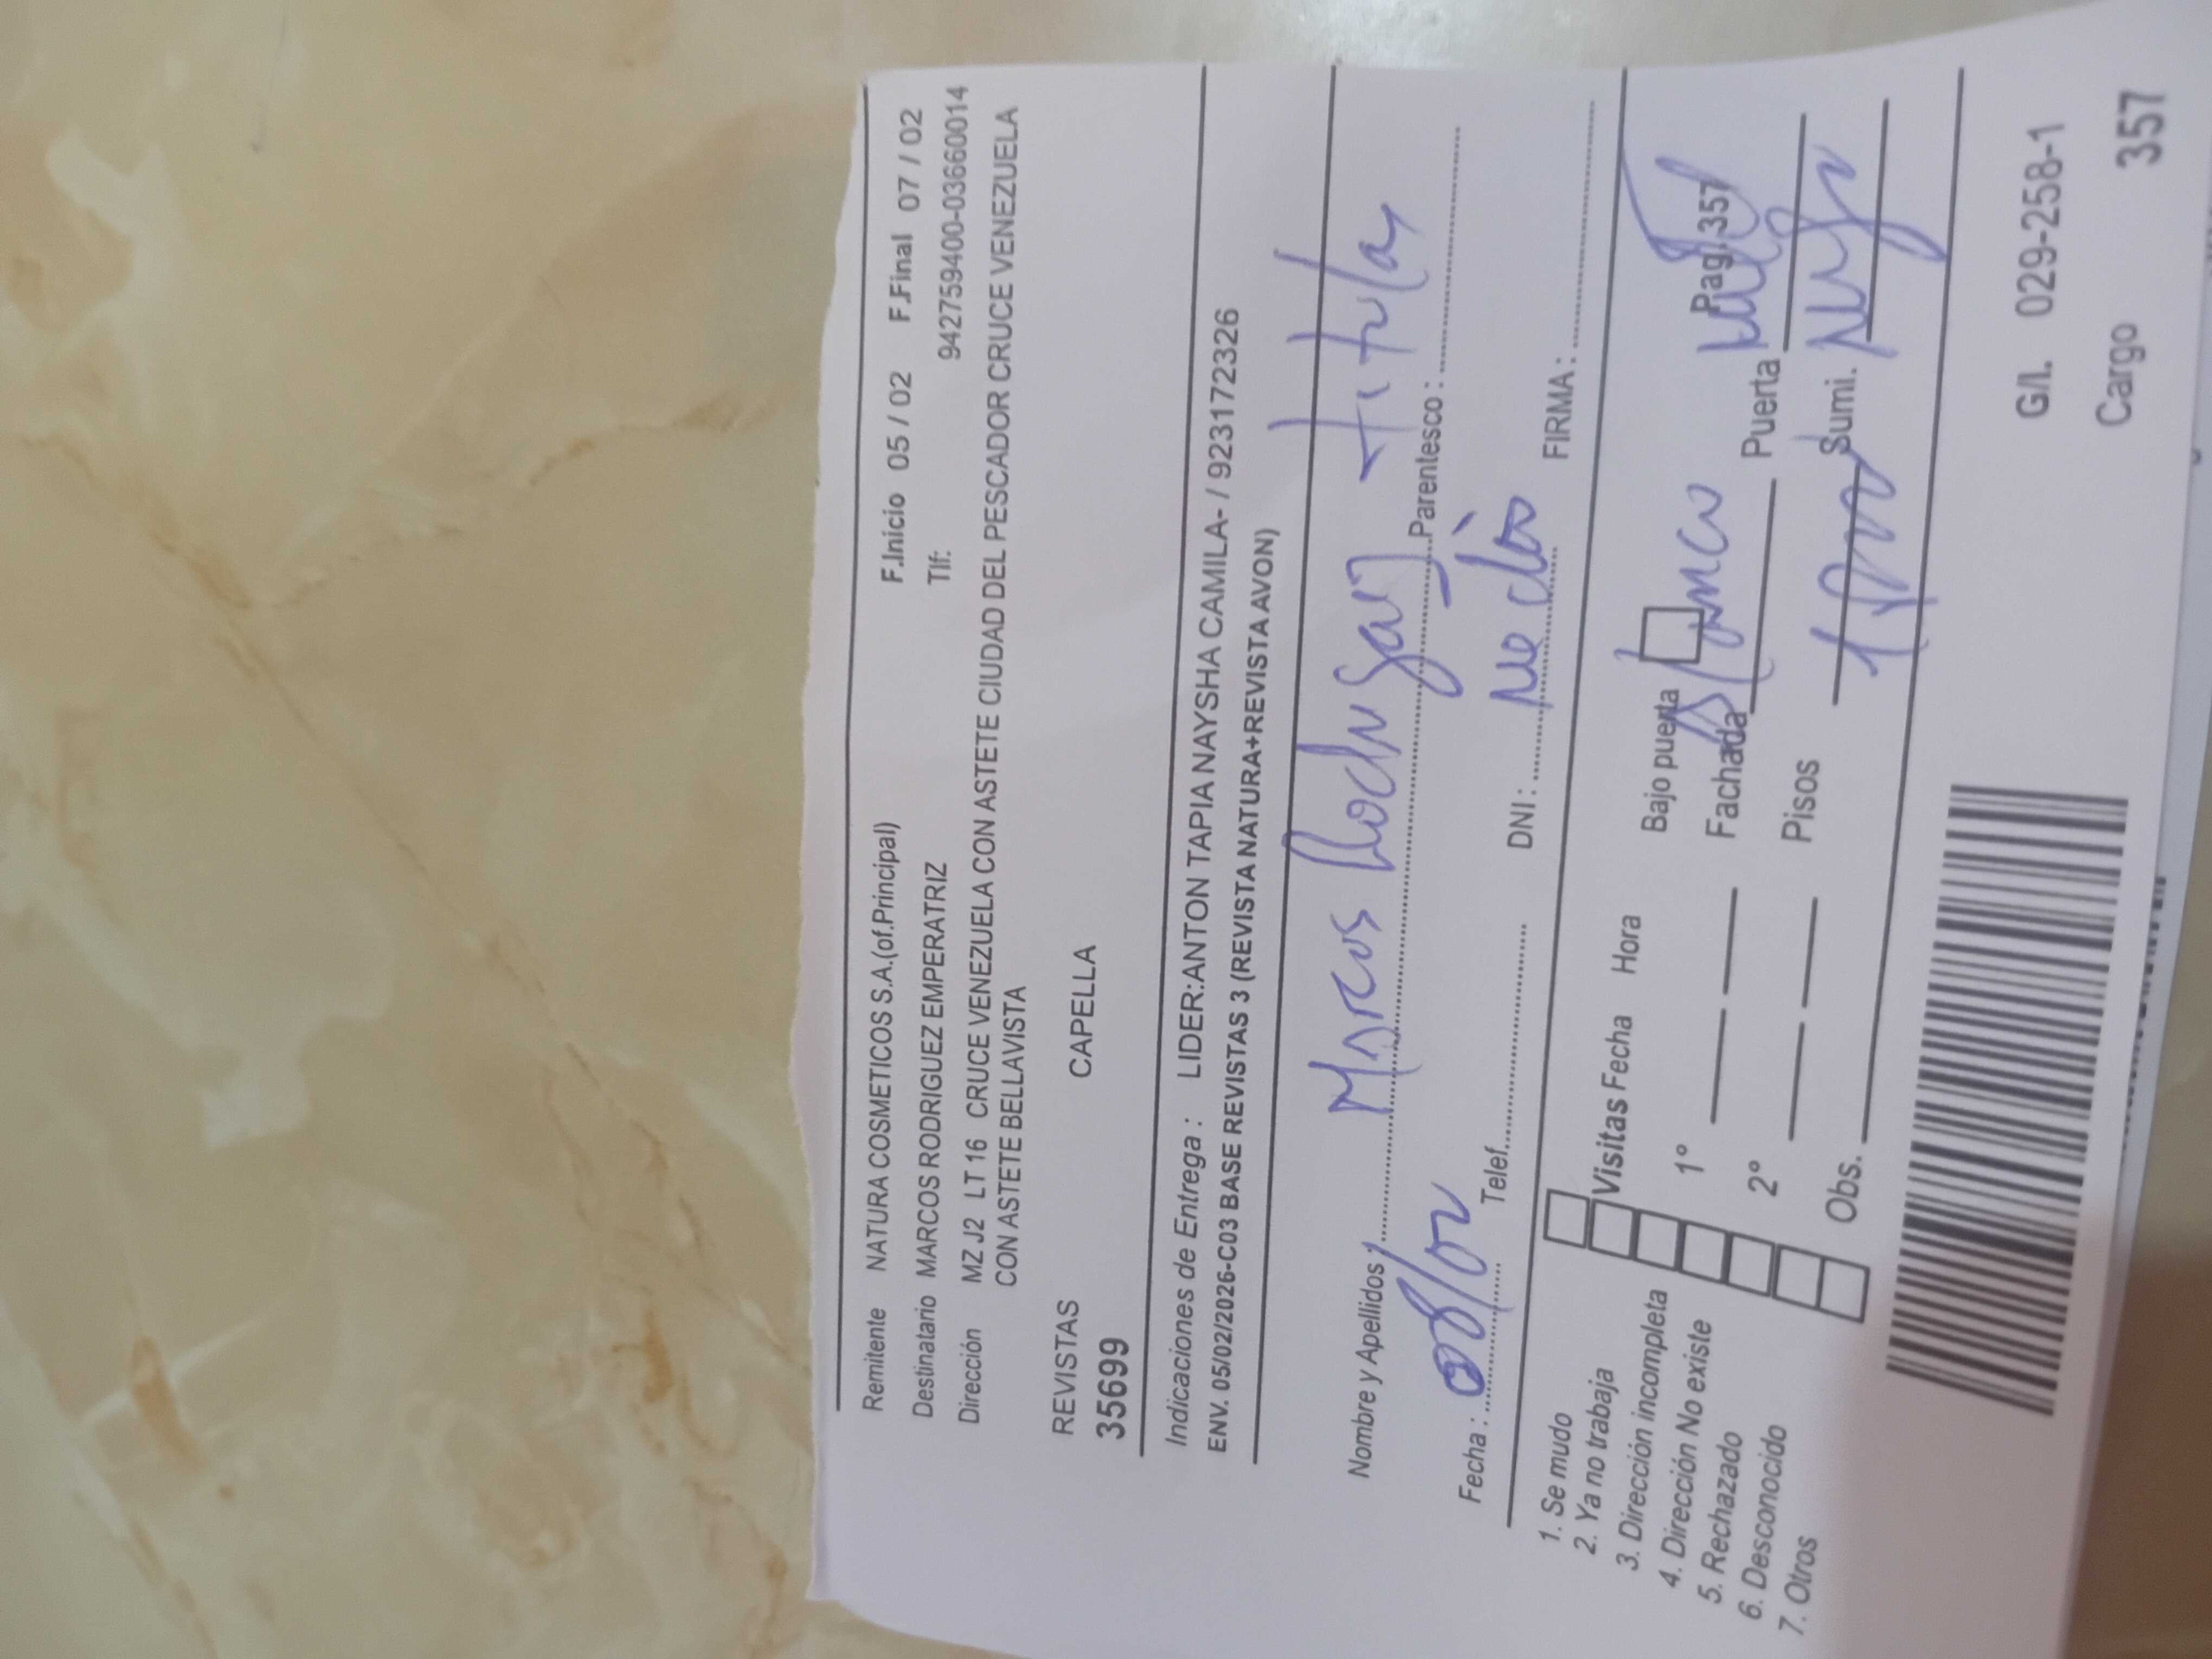 Remitente NATURA COSMETICOS S.A.(of.Principal) F.Inicio 05 / 02 F.Final 07 / 02
Destinatario MARCOS RODRIGUEZ EMPERATRIZ Tlf: 942759400-03660014
Dirección MZ J2 LT 16 CRUCE VENEZUELA CON ASTETE CIUDAD DEL PESCADOR CRUCE VENEZUELA
CON ASTETE BELLAVISTA
REVISTAS CAPELLA
35699
Indicaciones de Entrega : LIDER:ANTON TAPIA NAYSHA CAMILA- / 923172326
ENV. 05/02/2026-C03 BASE REVISTAS 3 (REVISTA NATURA+REVISTA AVON)
Nombre y Apellidos Marcos titular
Fecha : Parentesco :
Telef. DNI : no dio FIRMA :
1. Se mudo
2. Ya no trabaja
3. Dirección incompleta
4. Dirección No existe
5. Rechazado
6. Desconocido
7. Otros
Visitas Fecha Hora
1°
2°
Obs.
Bajo puerta Pag. 357
Fachada blanco Puerta
Pisos 1 Sumi. Negro
G/I. 029-258-1
Cargo 357